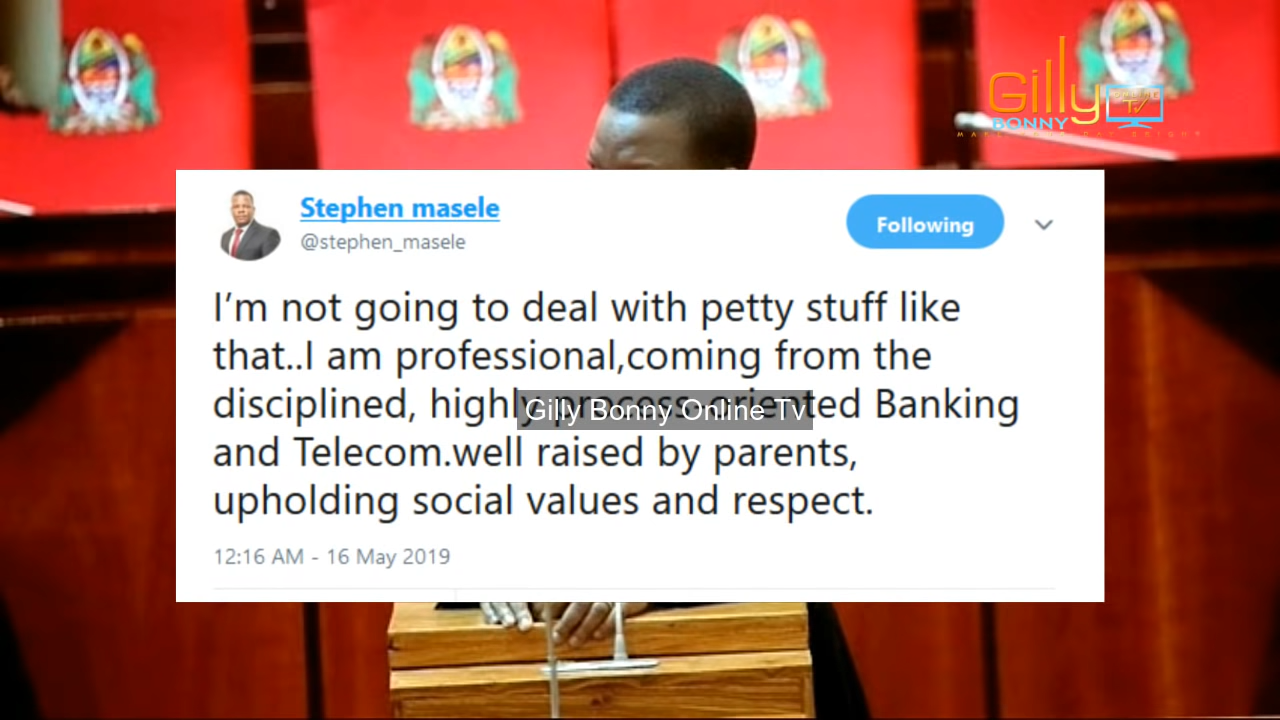 Gilly
BONNY
TV
Stephen masele
@stephen_masele
Following
I’m not going to deal with petty stuff like
that..I am professional,coming from the
disciplined, highly process-oriented Banking
Gilly Bonny Online Tv
and Telecom.well raised by parents,
upholding social values and respect.
12:16 AM - 16 May 2019